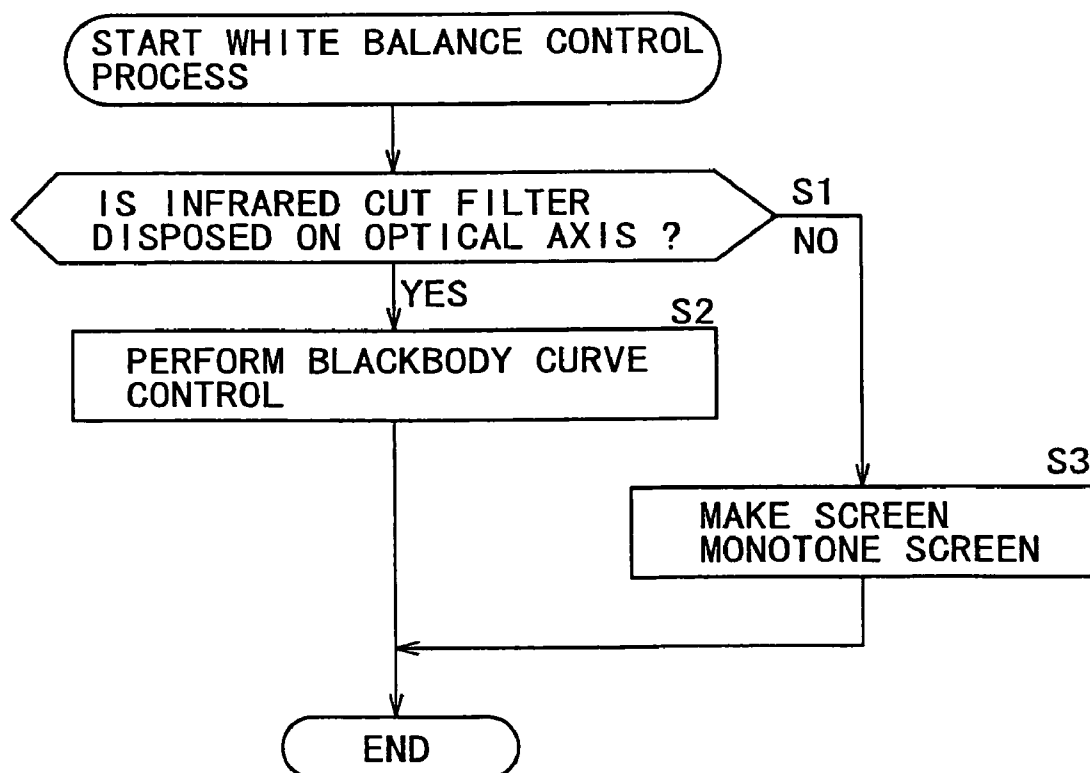 START WHITE BALANCE CONTROL
PROCESS
IS INFRARED CUT FILTER
DISPOSED ON OPTICAL AXIS ?
S1
NO
YES
S2
PERFORM BLACKBODY CURVE
CONTROL
S3
MAKE SCREEN
MONOTONE SCREEN
END